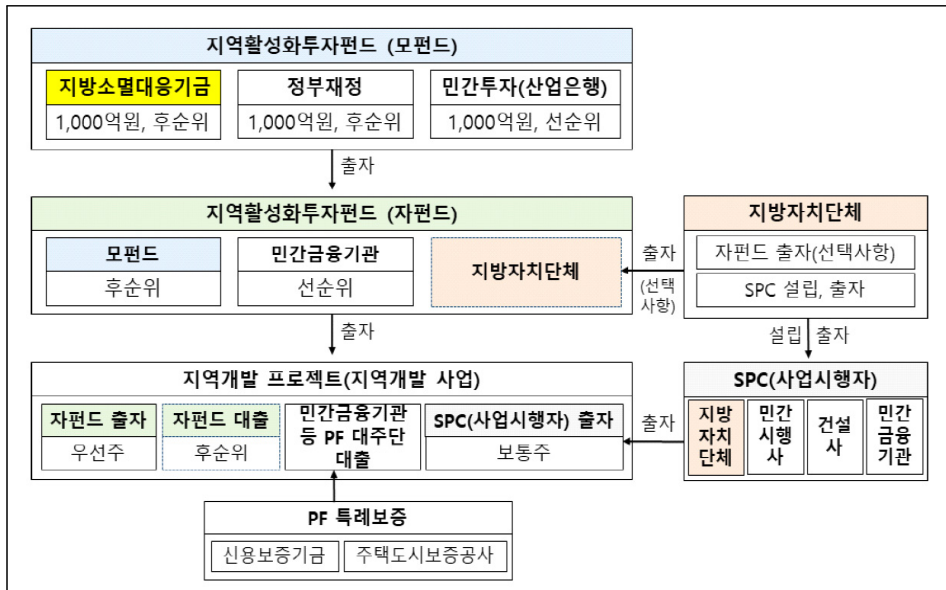 지역활성화투자펀드 (모펀드)
지방소멸대응기금
1,000억원, 후순위
정부재정
1,000억원, 후순위
민간투자(산업은행)
1,000억원, 선순위
출자
지역활성화투자펀드 (자펀드)
모펀드
후순위
민간금융기관
선순위
지방자치단체
출자
(선택
사항)
지방자치단체
자펀드 출자(선택사항)
SPC 설립, 출자
출자
설립
출자
지역개발 프로젝트(지역개발 사업)
자펀드 출자
우선주
자펀드 대출
후순위
민간금융기관
등 PF 대주단
대출
SPC(사업시행자) 출자
보통주
출자
SPC(사업시행자)
지방
자치
단체
민간
시행
사
건설
사
민간
금융
기관
PF 특례보증
신용보증기금
주택도시보증공사